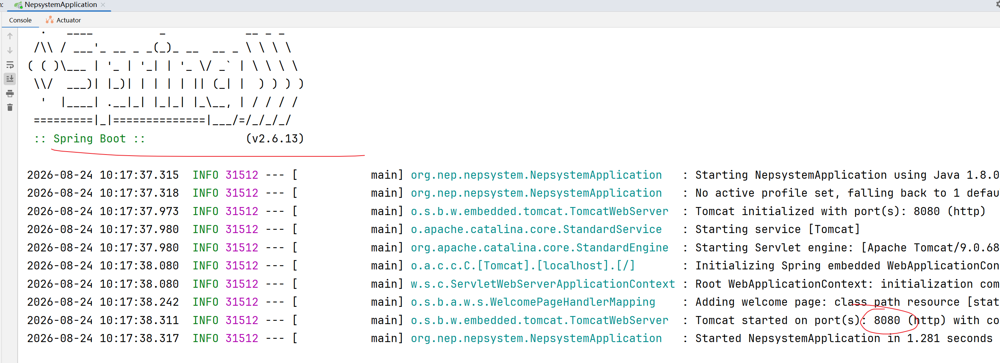 n:
NepsystemApplication
Console
Actuator
  .   ____          _            __ _ _
 /\\ / ___'_ __ _ _(_)_ __  __ _ \ \ \ \
( ( )\___ | '_ | '_| | '_ \/ _` | \ \ \ \
 \\/  ___)| |_)| | | | | || (_| |  ) ) ) )
  '  |____| .__|_| |_|_| |_\__, | / / / /
 =========|_|==============|___/=/_/_/_/
 :: Spring Boot ::               (v2.6.13)
2026-08-24 10:17:37.315  INFO 31512 --- [           main] org.nep.nepsystem.NepsystemApplication   : Starting NepsystemApplication using Java 1.8.0
2026-08-24 10:17:37.318  INFO 31512 --- [           main] org.nep.nepsystem.NepsystemApplication   : No active profile set, falling back to 1 defau
2026-08-24 10:17:37.973  INFO 31512 --- [           main] o.s.b.w.embedded.tomcat.TomcatWebServer  : Tomcat initialized with port(s): 8080 (http)
2026-08-24 10:17:37.980  INFO 31512 --- [           main] o.apache.catalina.core.StandardService   : Starting service [Tomcat]
2026-08-24 10:17:37.980  INFO 31512 --- [           main] org.apache.catalina.core.StandardEngine  : Starting Servlet engine: [Apache Tomcat/9.0.68
2026-08-24 10:17:38.080  INFO 31512 --- [           main] o.a.c.c.C.[Tomcat].[localhost].[/]       : Initializing Spring embedded WebApplicationCon
2026-08-24 10:17:38.080  INFO 31512 --- [           main] w.s.c.ServletWebServerApplicationContext : Root WebApplicationContext: initialization com
2026-08-24 10:17:38.242  INFO 31512 --- [           main] o.s.b.a.w.s.WelcomePageHandlerMapping    : Adding welcome page: class path resource [stat
2026-08-24 10:17:38.311  INFO 31512 --- [           main] o.s.b.w.embedded.tomcat.TomcatWebServer  : Tomcat started on port(s): 8080 (http) with co
2026-08-24 10:17:38.317  INFO 31512 --- [           main] org.nep.nepsystem.NepsystemApplication   : Started NepsystemApplication in 1.281 seconds